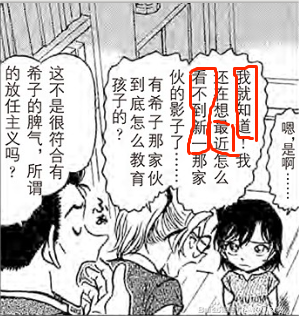 嗯，是啊……
我就知道！我
还在想最近怎么
看不到新一那家
伙的影子了……
有希子那家伙
到底怎么教育
孩子的？
这不是很符合有
希子的脾气，所谓
的放任主义吗？